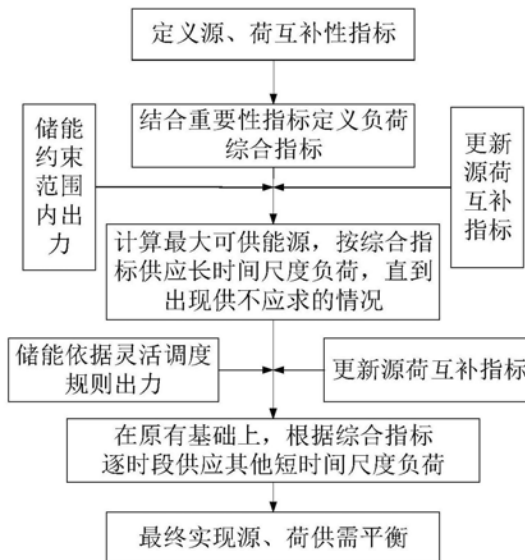 定义源、荷互补性指标
结合重要性指标定义负荷
综合指标
储能
约束
范围
内出
力
更新
源荷
互补
指标
计算最大可供能源，按综合指
标供应长时间尺度负荷，直到
出现供不应求的情况
储能依据灵活调度
规则出力
更新源荷互补指标
在原有基础上，根据综合指标
逐时段供应其他短时间尺度负荷
最终实现源、荷供需平衡